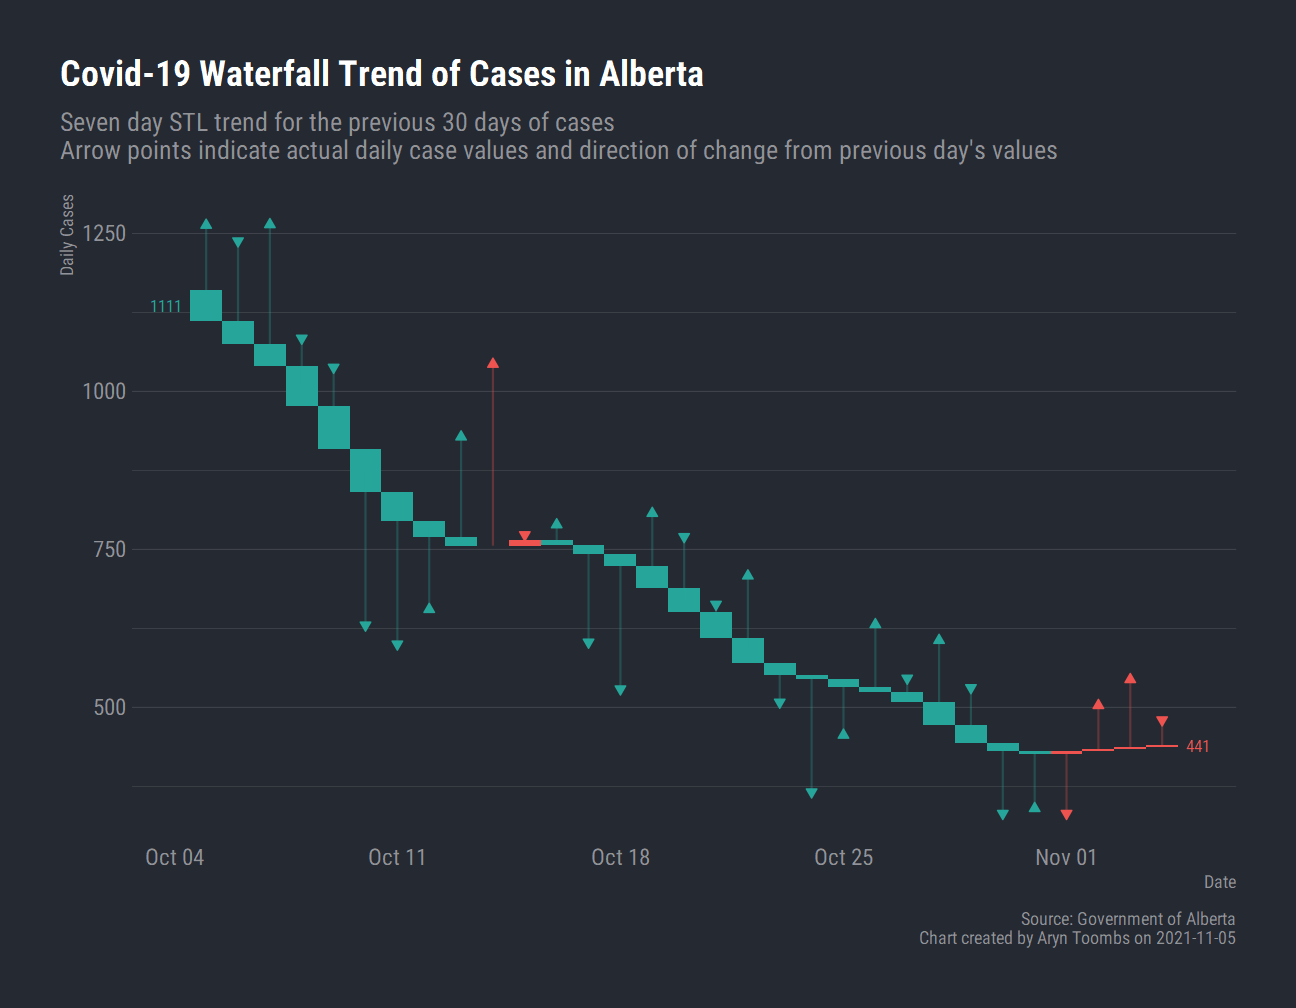 Covid-19 Waterfall Trend of Cases in Alberta
Seven day STL trend for the previous 30 days of cases
Arrow points indicate actual daily case values and direction of change from previous day's values
Daily Cases
1250
1111
1000
750
500
441
Oct 04
Oct 11
Oct 18
Oct 25
Nov 01
Date
Source: Government of Alberta
Chart created by Aryn Toombs on 2021-11-05